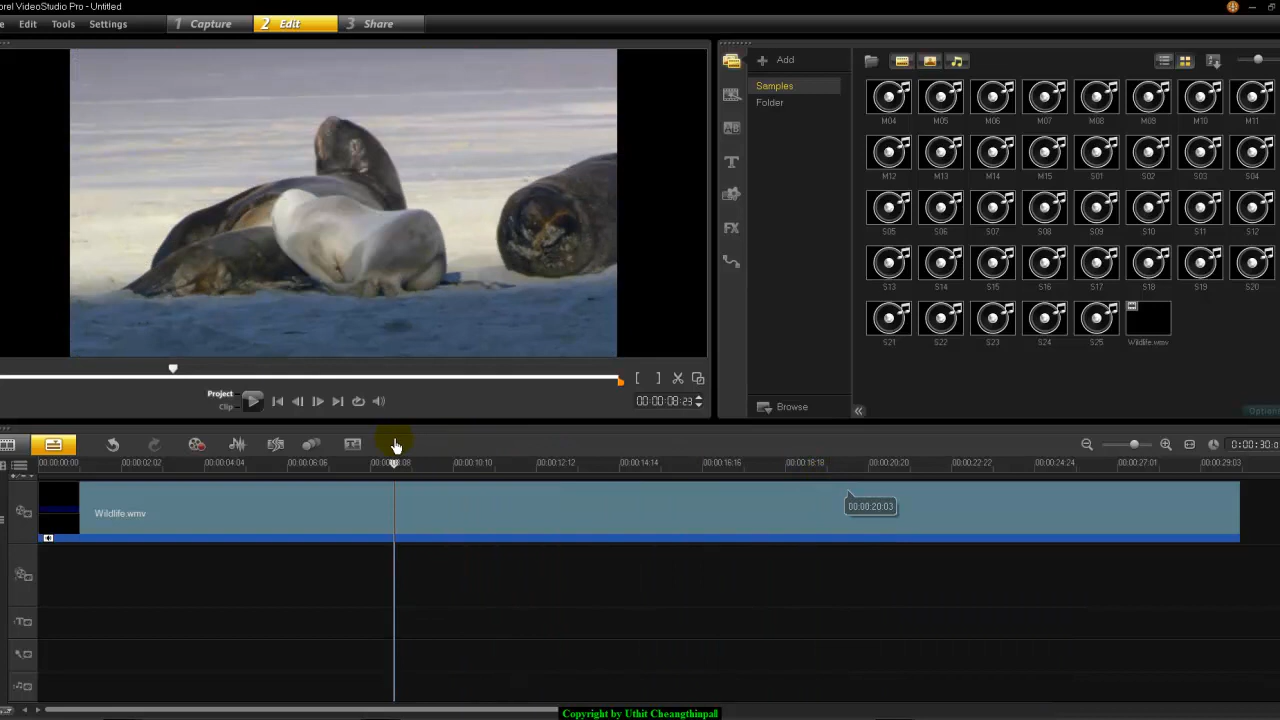 orel VideoStudio Pro - Untitled
Edit Tools Settings 1 Capture 2 Edit 3 Share
Add
Samples
Folder
M04 M05 M06 M07 M08 M09 M10 M11
M12 M13 M14 M15 S01 S02 S03 S04
S05 S06 S07 S08 S09 S10 S11 S12
S13 S14 S15 S16 S17 S18 S19 S20
S21 S22 S23 S24 S25 Wildlife.wmv
Browse
Option
Project
Clip
00:00:08:23
0:00:30.0
00:00:00:00 00:00:02:02 00:00:04:04 00:00:06:06 00:00:08:08 00:00:10:10 00:00:12:12 00:00:14:14 00:00:16:16 00:00:18:18 00:00:20:20 00:00:22:22 00:00:24:24 00:00:27:01 00:00:29:03
00:00:20:03
Wildlife.wmv
Copyright by Uthit Cheangthinpall